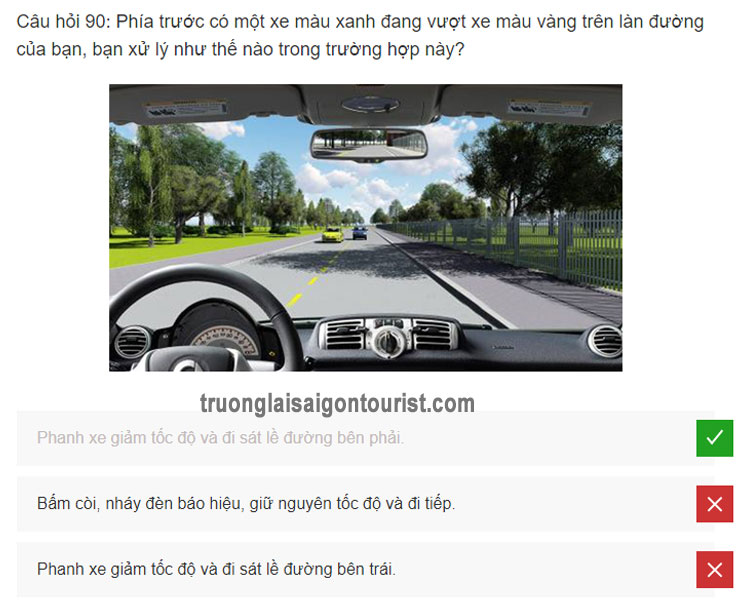 Câu hỏi 90: Phía trước có một xe màu xanh đang vượt xe màu vàng trên làn đường
của bạn, bạn xử lý như thế nào trong trường hợp này?
truonglaisaigontourist.com
Phanh xe giảm tốc độ và đi sát lề đường bên phải.
Bấm còi, nháy đèn báo hiệu, giữ nguyên tốc độ và đi tiếp.
Phanh xe giảm tốc độ và đi sát lề đường bên trái.